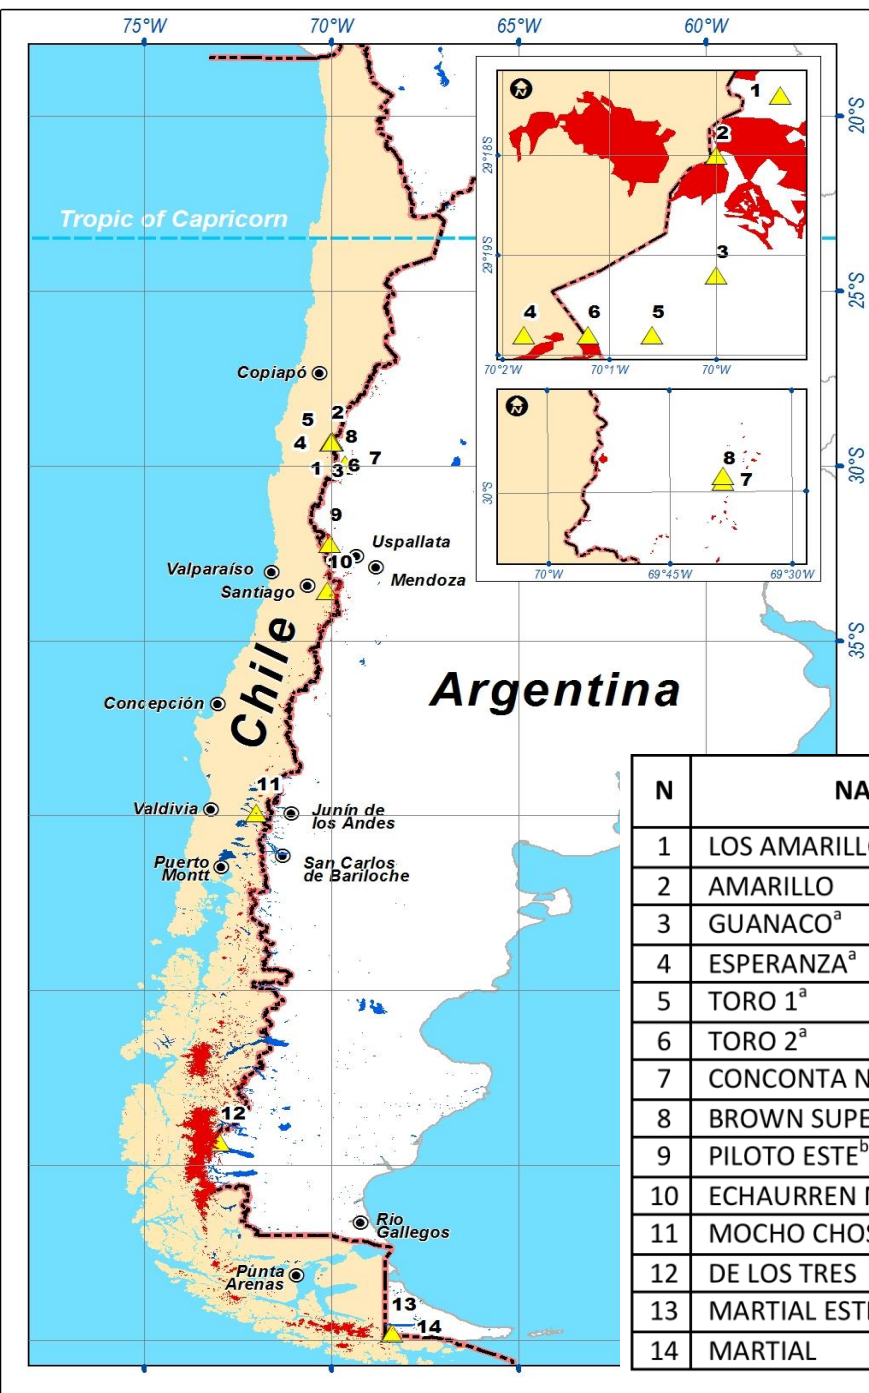 75°W 70°W 65°W 60°W
20°S
25°S
30°S
35°S
Tropic of Capricorn
Copiapó
5 2
4 8
1 3 6 7
9
10
Uspallata
Mendoza
Valparaíso
Santiago
Chile
Argentina
Concepción
11
Valdivia
Junín de
los Andes
Puerto
Montt
San Carlos
de Bariloche
12
Rio
Gallegos
Punta
Arenas
13
14
1
2
3
4 6 5
29°18'S
29°19'S
70°2'W 70°1'W 70°W
8
7
30°S
70°W 69°45'W 69°30'W
N NA
1 LOS AMARILL
2 AMARILLO
3 GUANACOᵃ
4 ESPERANZAᵃ
5 TORO 1ᵃ
6 TORO 2ᵃ
7 CONCONTA N
8 BROWN SUPE
9 PILOTO ESTEᵇ
10 ECHAURREN
11 MOCHO CHOS
12 DE LOS TRES
13 MARTIAL EST
14 MARTIAL